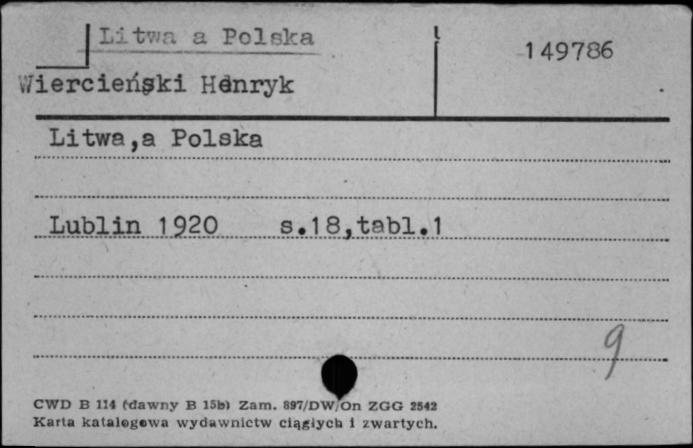 Litwa a Polska
149786
Wiercieński Henryk
Litwa,a Polska
Lublin 1920 s.18,tabl.1
9
CWD B 114 (dawny B 15b) Zam. 897/DW/On ZGG 2542
Karta katalogowa wydawnictw ciągłych i zwartych.